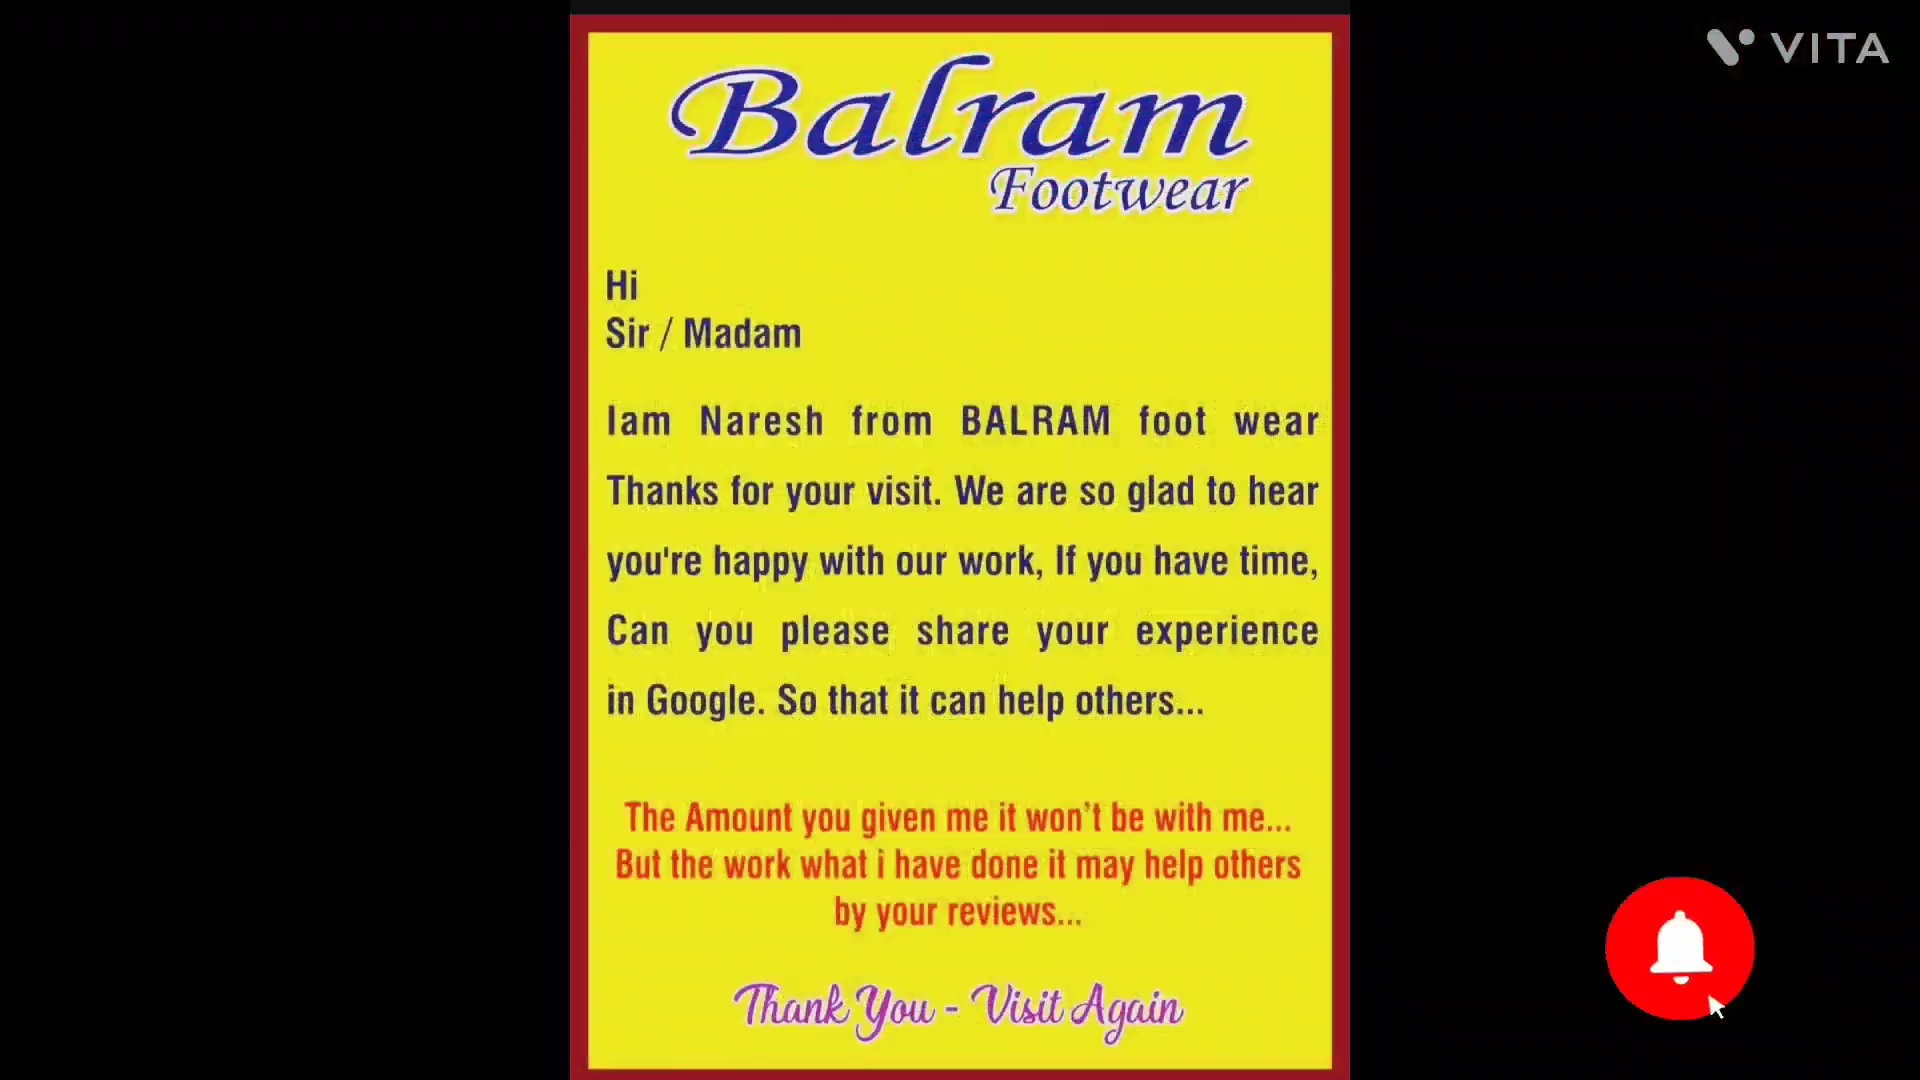 VITA
Balram
Footwear
Hi
Sir / Madam
Iam Naresh from BALRAM foot wear
Thanks for your visit. We are so glad to hear
you're happy with our work, If you have time,
Can you please share your experience
in Google. So that it can help others...
The Amount you given me it won't be with me...
But the work what i have done it may help others
by your reviews...
Thank You - Visit Again